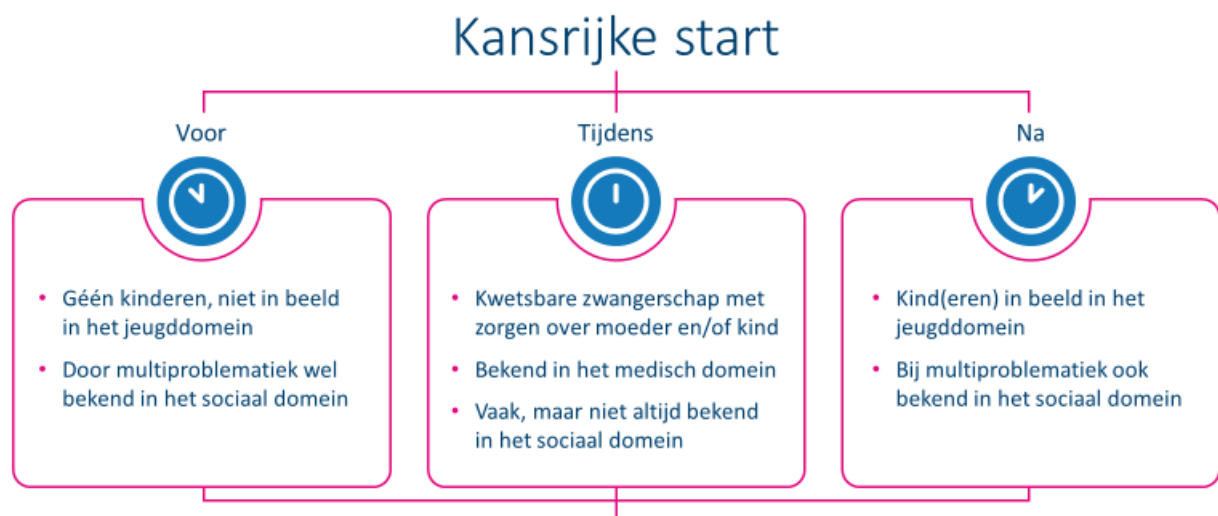 Kansrijke start
Voor
Géén kinderen, niet in beeld
in het jeugddomein
Door multiproblematiek wel
bekend in het sociaal domein
Tijdens
Kwetsbare zwangerschap met
zorgen over moeder en/of kind
Bekend in het medisch domein
Vaak, maar niet altijd bekend
in het sociaal domein
Na
Kind(eren) in beeld in het
jeugddomein
Bij multiproblematiek ook
bekend in het sociaal domein